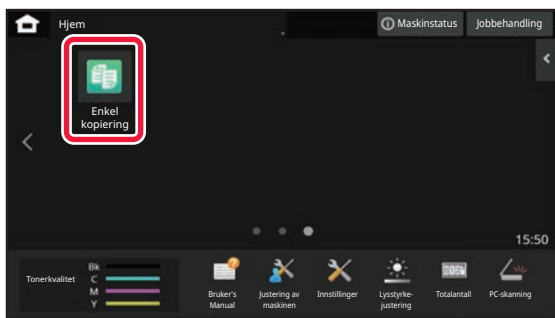 Hjem
Maskinstatus
Jobbehandling
Enkel
kopiering
15:50
Tonerkvalitet
Bk
C
M
Y
Bruker's
Manual
Justering av
maskinen
Innstillinger
Lysstyrke-
justering
Totalantall
PC-skanning